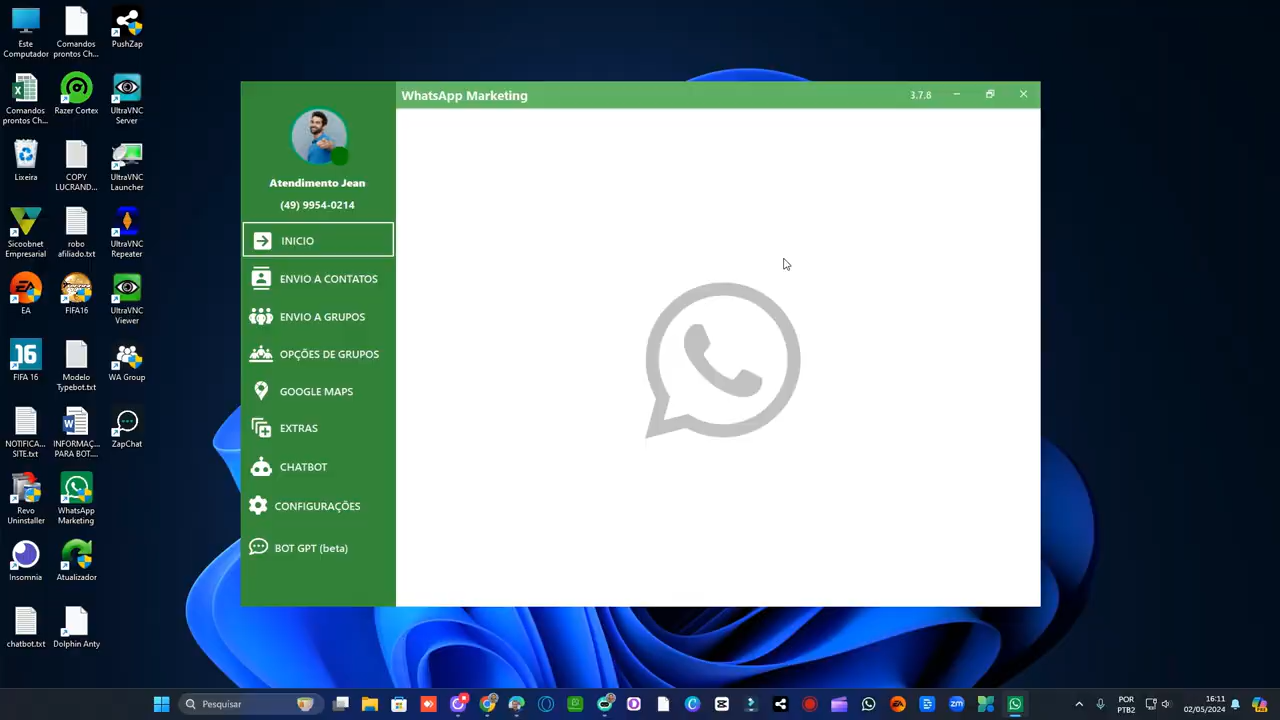 Este
Computador
Comandos
prontos Ch...
PushZap
Comandos
prontos Ch...
Razer Cortex
UltraVNC
Server
Lixeira
COPY
LUCRAND...
UltraVNC
Launcher
Sicoobnet
Empresarial
robo
afiliado.txt
UltraVNC
Repeater
EA
FIFA16
UltraVNC
Viewer
16
FIFA 16
Modelo
Typebot.txt
WA Group
NOTIFICA...
SITE.txt
INFORMAÇ...
PARA BOT....
ZapChat
Revo
Uninstaller
WhatsApp
Marketing
Insomnia
Atualizador
chatbot.txt
Dolphin Anty
WhatsApp Marketing
3.7.8
Atendimento Jean
(49) 9954-0214
INICIO
ENVIO A CONTATOS
ENVIO A GRUPOS
OPÇÕES DE GRUPOS
GOOGLE MAPS
EXTRAS
CHATBOT
CONFIGURAÇÕES
BOT GPT (beta)
Pesquisar
POR
PTB2
16:11
02/05/2024